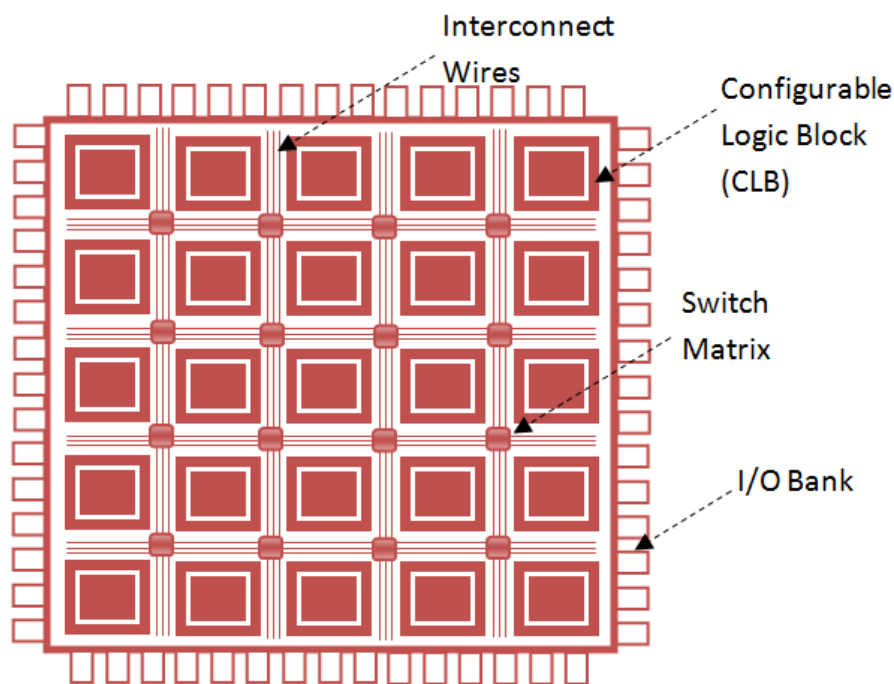 Interconnect
Wires
Configurable
Logic Block
(CLB)
Switch
Matrix
I/O Bank